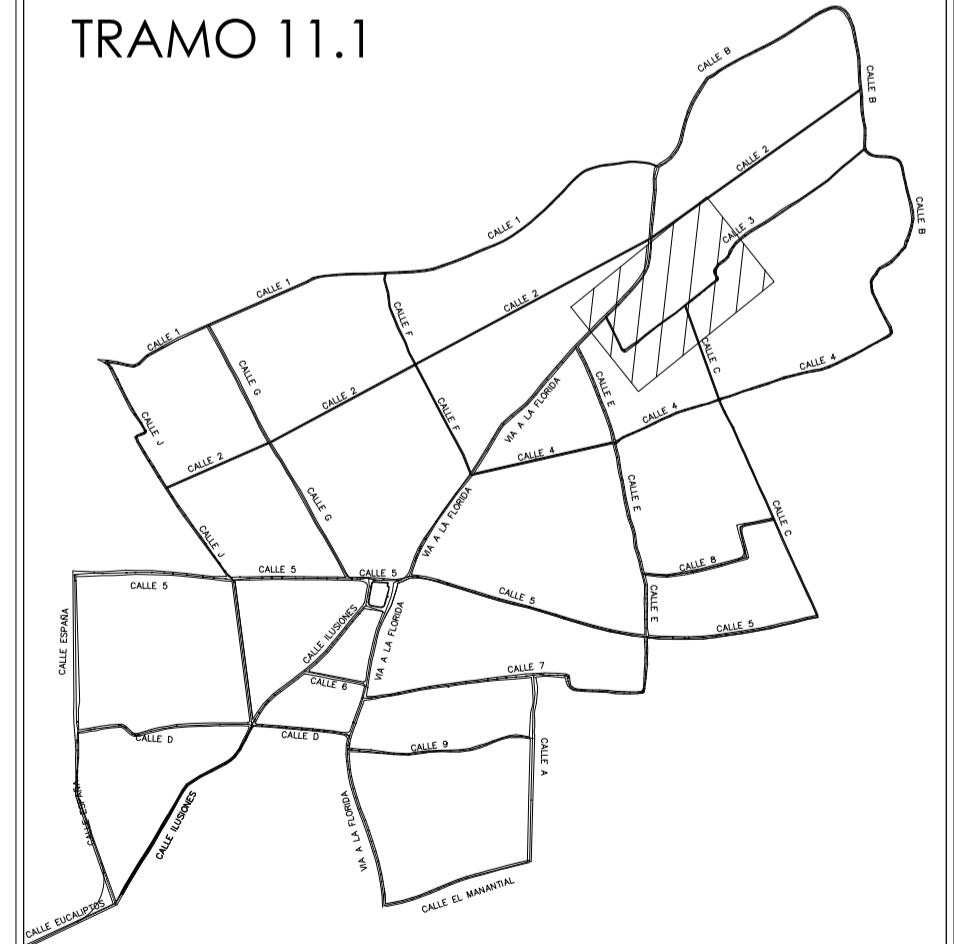 TRAMO 11.1
CALLE B
CALLE B
CALLE 2
CALLE B
CALLE 3
CALLE 1
CALLE 1
CALLE 2
CALLE F
CALLE 1
CALLE C
CALLE 4
CALLE G
CALLE E
CALLE 2
VIA A LA FLORIDA
CALLE F
CALLE 4
CALLE J
CALLE 4
CALLE 2
CALLE E
CALLE G
VIA A LA FLORIDA
CALLE C
CALLE J
CALLE 8
CALLE 5
CALLE 5
CALLE 5
CALLE 5
CALLE E
CALLE 5
CALLE ESPAÑA
CALLE ILUSIONES
VIA A LA FLORIDA
CALLE 7
CALLE 6
CALLE D
CALLE D
CALLE 9
CALLE A
CALLE ESPAÑA
CALLE ILUSIONES
VIA A LA FLORIDA
CALLE EL MANANTIAL
CALLE EUCALIPTOS